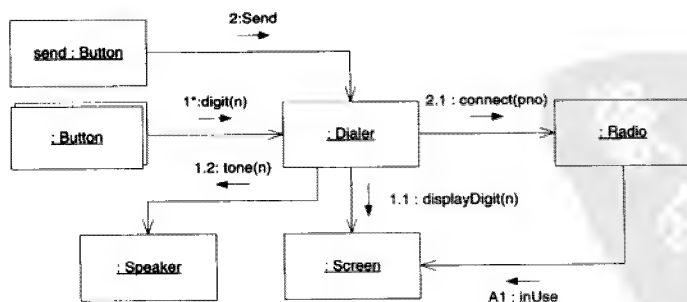 2:Send
send : Button
1*:digit(n)
2.1 : connect(pno)
: Button
: Dialer
: Radio
1.2: tone(n)
1.1 : displayDigit(n)
: Speaker
: Screen
A1 : inUse